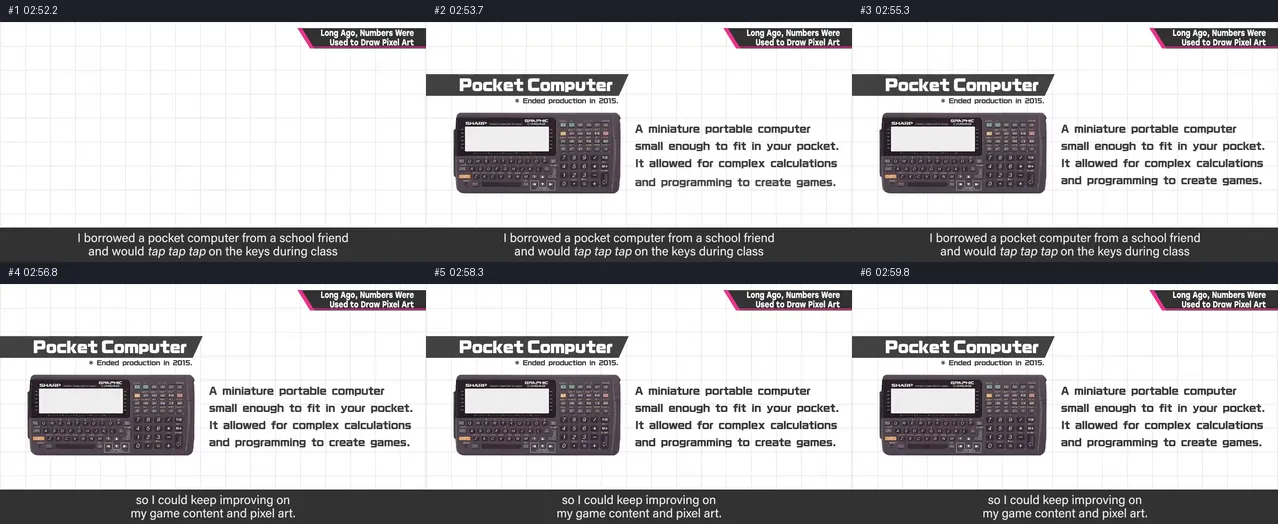 #1 02:52.2
Long Ago, Numbers Were
Used to Draw Pixel Art
I borrowed a pocket computer from a school friend
and would tap tap tap on the keys during class
#2 02:53.7
Long Ago, Numbers Were
Used to Draw Pixel Art
Pocket Computer
* Ended production in 2015.
SHARP
GRAPHIC
A miniature portable computer
small enough to fit in your pocket.
It allowed for complex calculations
and programming to create games.
I borrowed a pocket computer from a school friend
and would tap tap tap on the keys during class
#3 02:55.3
Long Ago, Numbers Were
Used to Draw Pixel Art
Pocket Computer
* Ended production in 2015.
SHARP
GRAPHIC
A miniature portable computer
small enough to fit in your pocket.
It allowed for complex calculations
and programming to create games.
I borrowed a pocket computer from a school friend
and would tap tap tap on the keys during class
#4 02:56.8
Long Ago, Numbers Were
Used to Draw Pixel Art
Pocket Computer
* Ended production in 2015.
SHARP
GRAPHIC
A miniature portable computer
small enough to fit in your pocket.
It allowed for complex calculations
and programming to create games.
so I could keep improving on
my game content and pixel art.
#5 02:58.3
Long Ago, Numbers Were
Used to Draw Pixel Art
Pocket Computer
* Ended production in 2015.
SHARP
GRAPHIC
A miniature portable computer
small enough to fit in your pocket.
It allowed for complex calculations
and programming to create games.
so I could keep improving on
my game content and pixel art.
#6 02:59.8
Long Ago, Numbers Were
Used to Draw Pixel Art
Pocket Computer
* Ended production in 2015.
SHARP
GRAPHIC
A miniature portable computer
small enough to fit in your pocket.
It allowed for complex calculations
and programming to create games.
so I could keep improving on
my game content and pixel art.